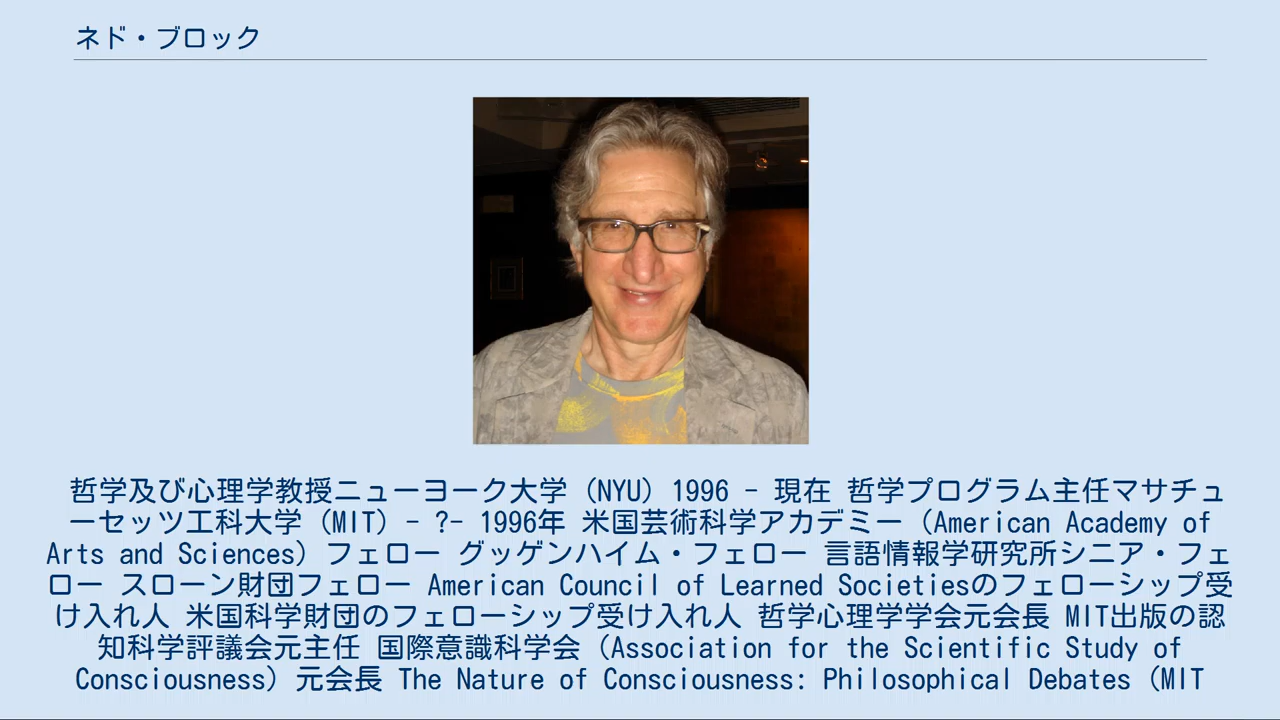 ネド・ブロック
哲学及び心理学教授ニューヨーク大学（NYU）1996 - 現在 哲学プログラム主任マサチュ
ーセッツ工科大学（MIT）- ?- 1996年 米国芸術科学アカデミー（American Academy of
Arts and Sciences）フェロー グッゲンハイム・フェロー 言語情報学研究所シニア・フェ
ロー スローン財団フェロー American Council of Learned Societiesのフェローシップ受
け入れ人 米国科学財団のフェローシップ受け入れ人 哲学心理学学会元会長 MIT出版の認
知科学評議会元主任 国際意識科学会（Association for the Scientific Study of
Consciousness）元会長 The Nature of Consciousness: Philosophical Debates（MIT